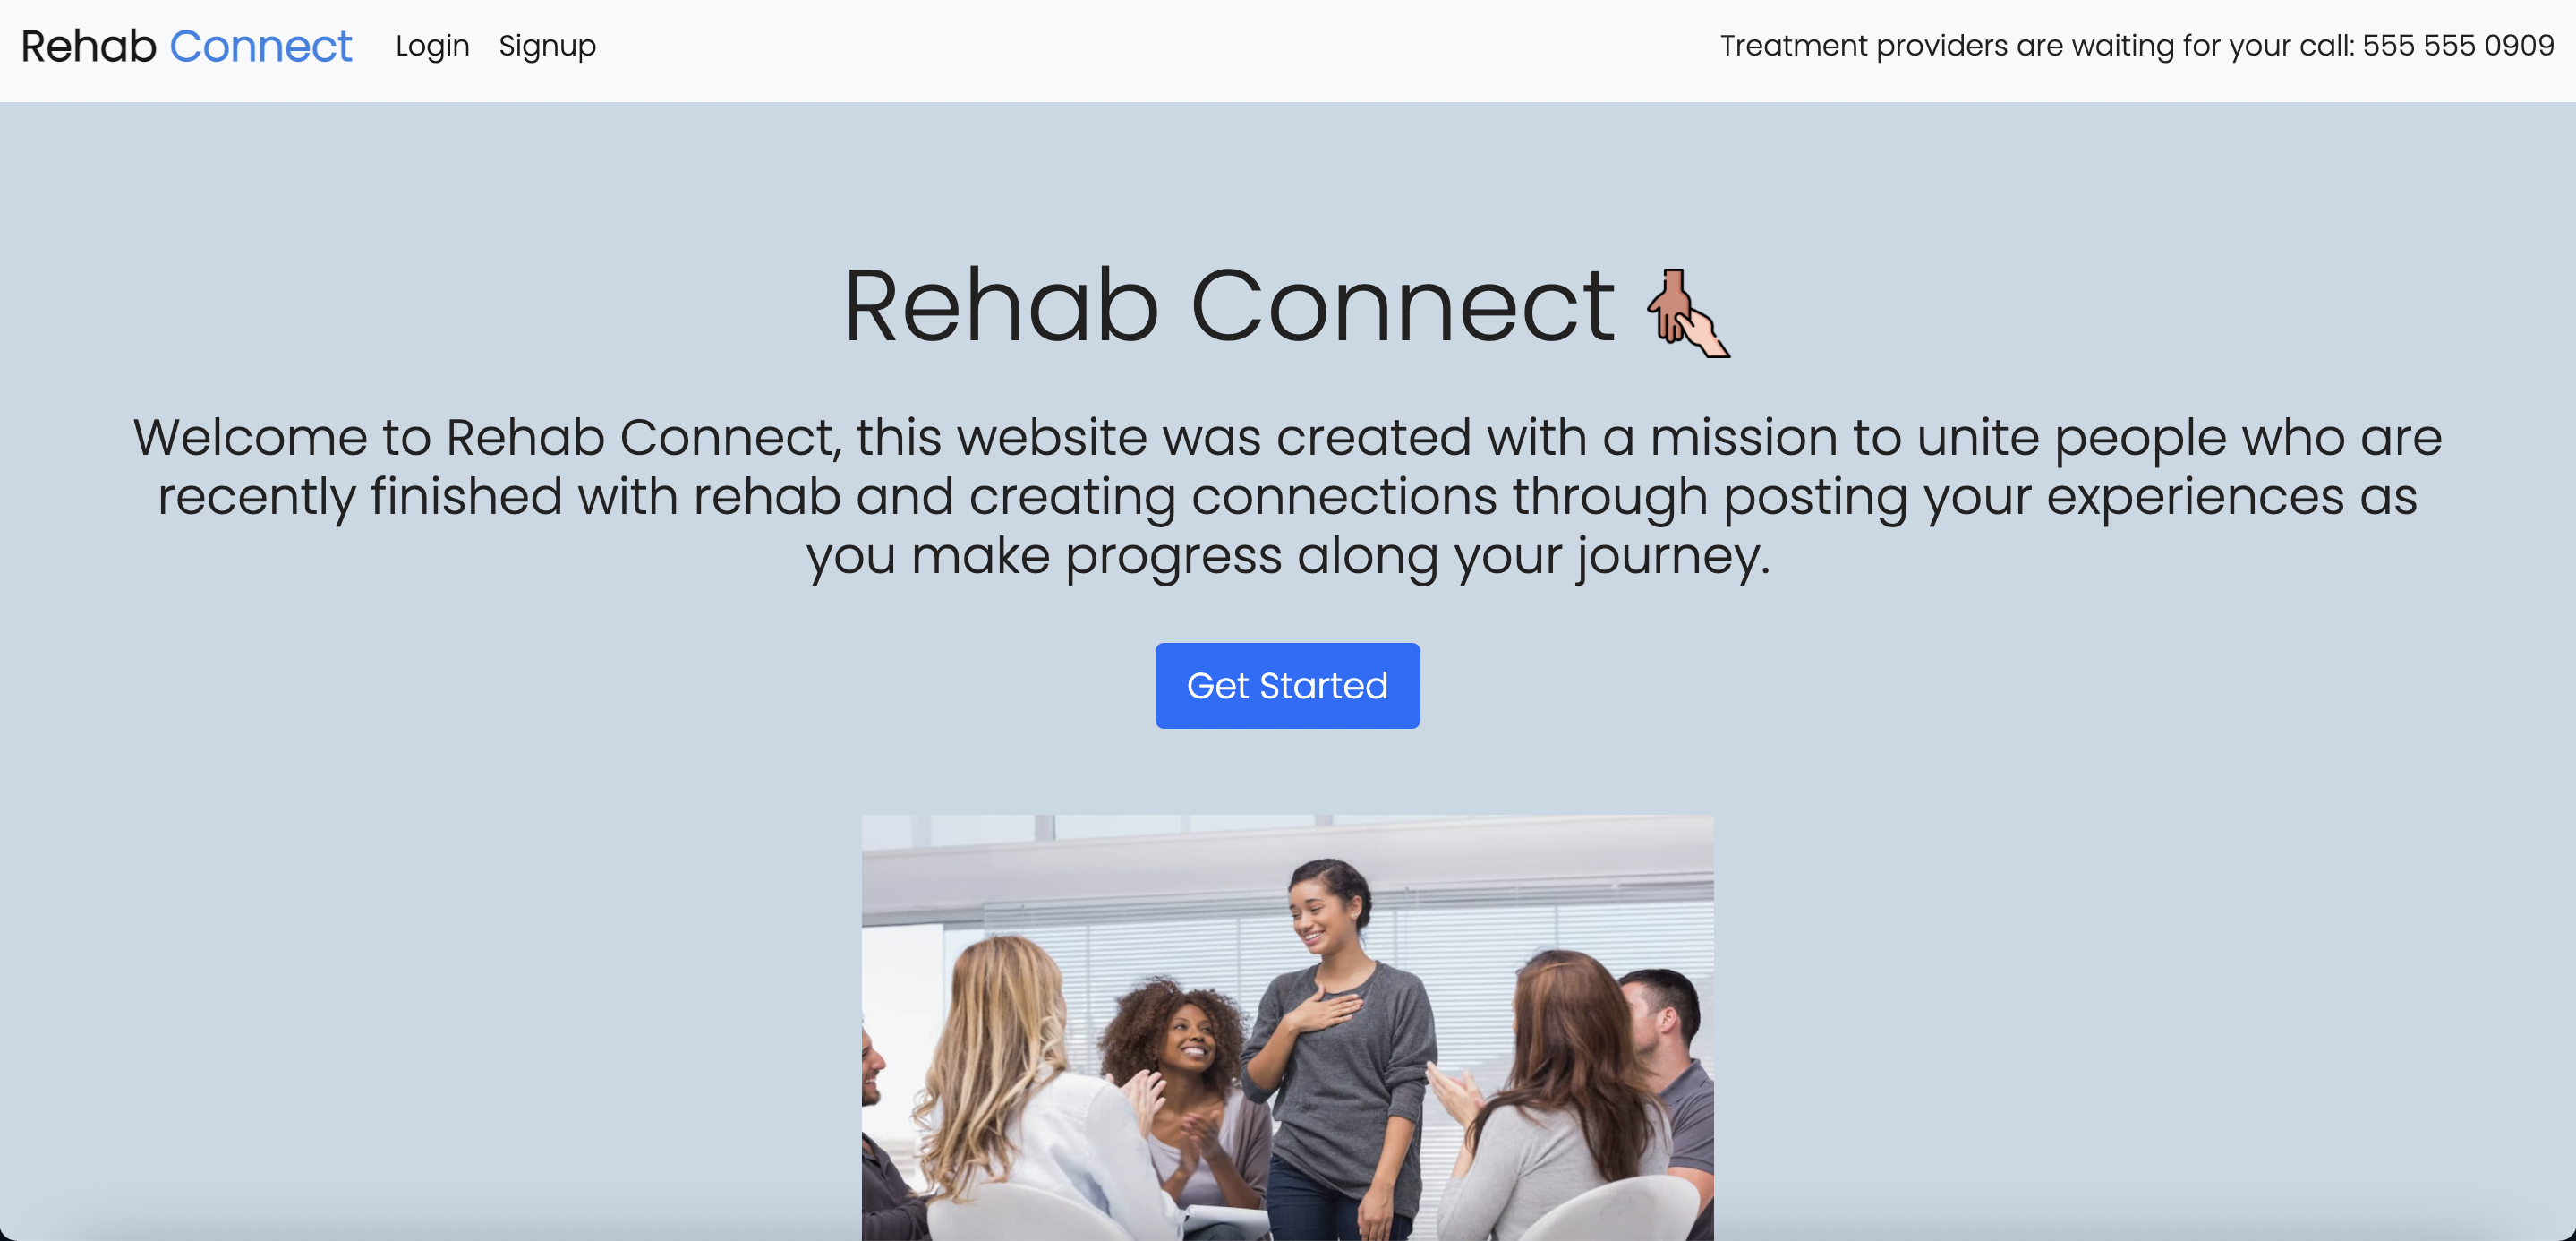 Rehab Connect Login Signup Treatment providers are waiting for your call: 555 555 0909
Rehab Connect
Welcome to Rehab Connect, this website was created with a mission to unite people who are
recently finished with rehab and creating connections through posting your experiences as
you make progress along your journey.
Get Started